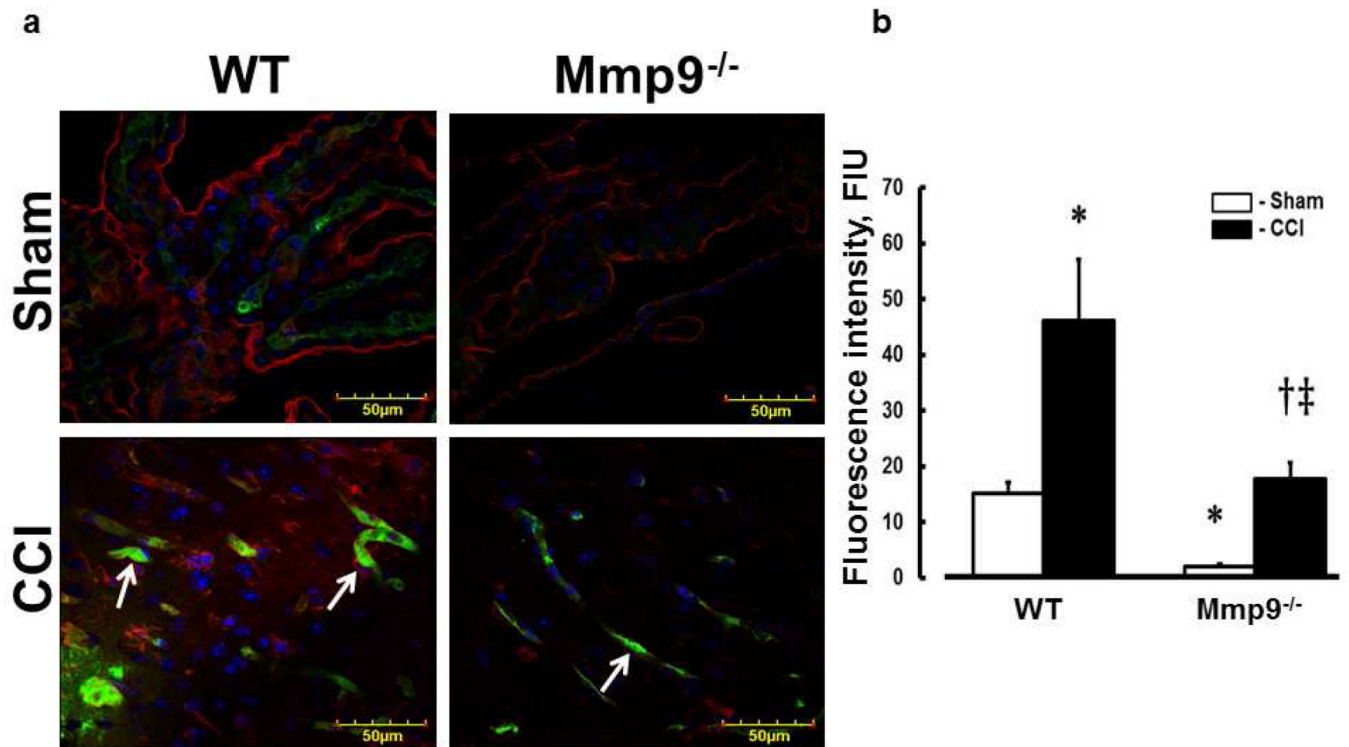 a
b
WT
Mmp9-/-
Sham
50µm
50µm
CCI
50µm
50µm
Fluorescence intensity, FIU
70
60
50
40
30
20
10
0
- Sham
- CCI
*
*
†‡
WT
Mmp9-/-